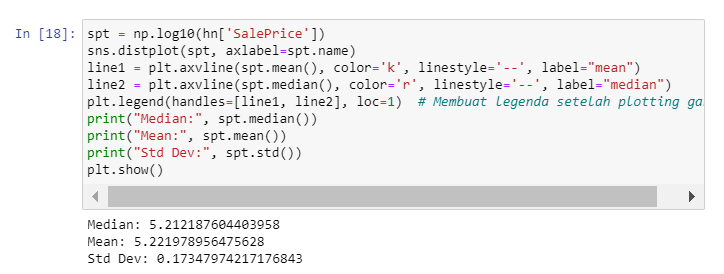 In [18]: spt = np.log10(hn['SalePrice'])
sns.distplot(spt, axlabel=spt.name)
line1 = plt.axvline(spt.mean(), color='k', linestyle='--', label="mean")
line2 = plt.axvline(spt.median(), color='r', linestyle='--', label="median")
plt.legend(handles=[line1, line2], loc=1)  # Membuat legenda setelah plotting ga
print("Median:", spt.median())
print("Mean:", spt.mean())
print("Std Dev:", spt.std())
plt.show()
Median: 5.212187604403958
Mean: 5.221978956475628
Std Dev: 0.17347974217176843